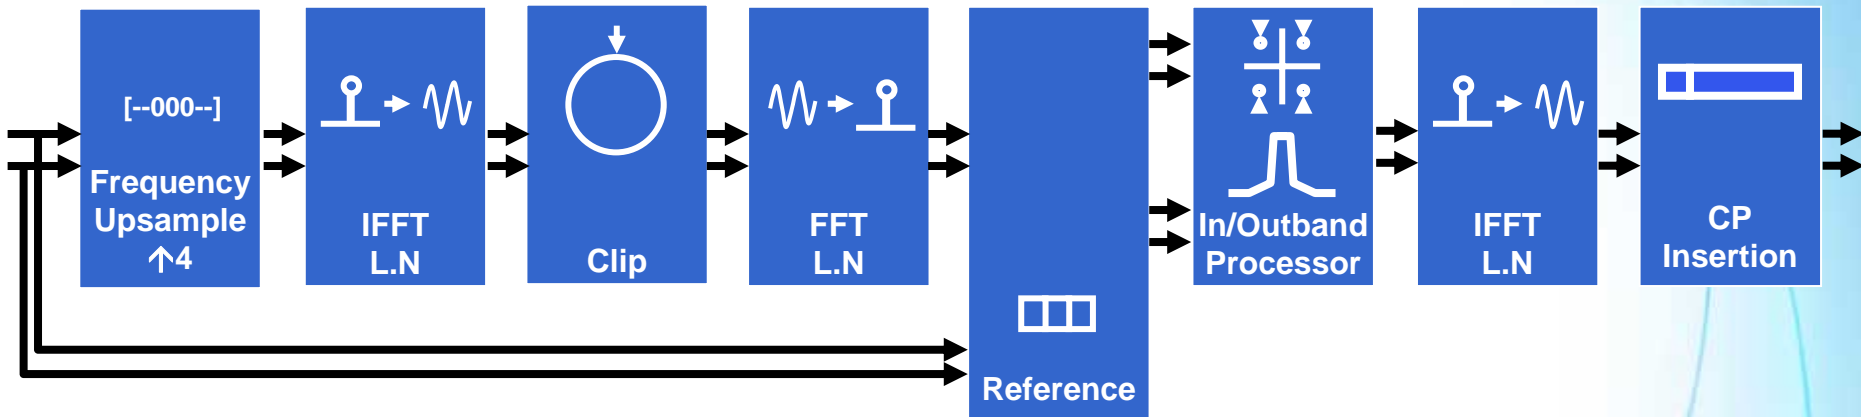 [--000--]
Frequency
Upsample
↑4
IFFT
L.N
Clip
FFT
L.N
Reference
In/Outband
Processor
IFFT
L.N
CP
Insertion